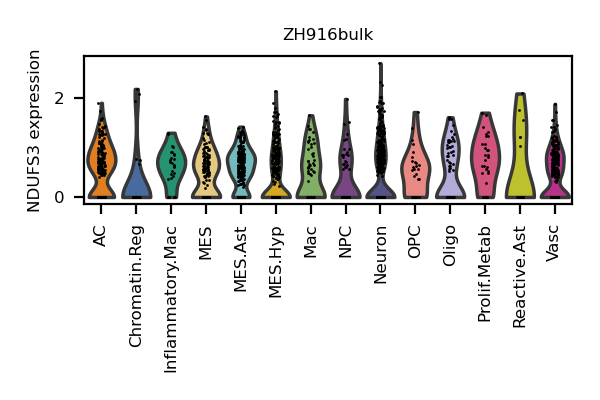 ZH916bulk
NDUFS3 expression
2
0
AC
Chromatin.Reg
Inflammatory.Mac
MES
MES.Ast
MES.Hyp
Mac
NPC
Neuron
OPC
Oligo
Prolif.Metab
Reactive.Ast
Vasc